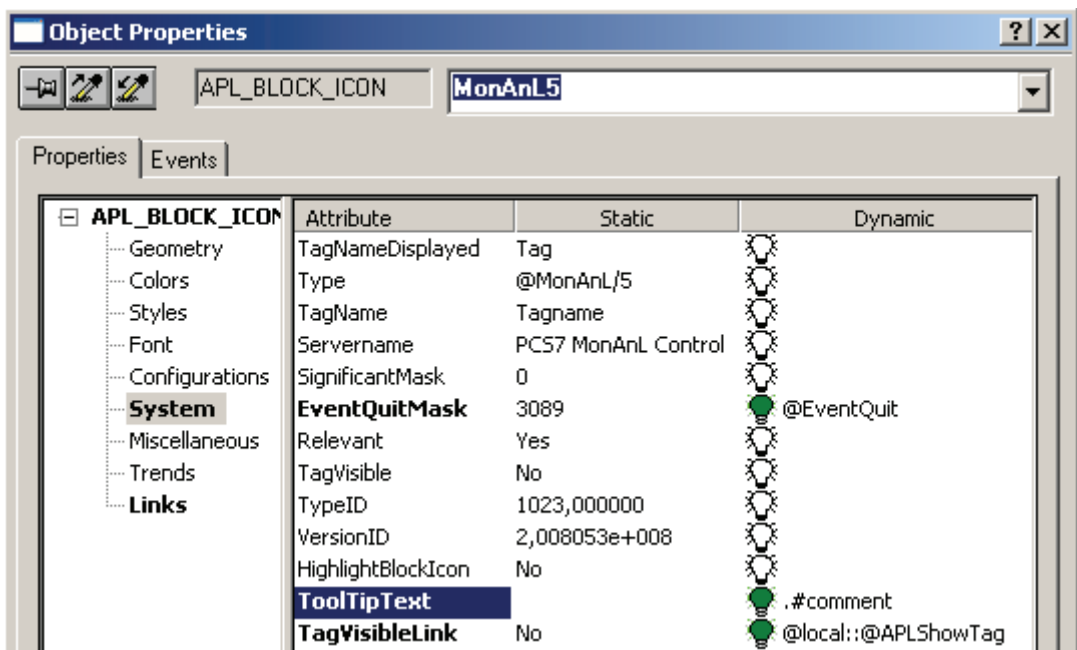 Object Properties
APL_BLOCK_ICON MonAnL5
Properties Events
APL_BLOCK_ICON Attribute Static Dynamic
Geometry TagNameDisplayed Tag
Colors Type @MonAnL/5
Styles TagName Tagname
Font Servername PCS7 MonAnL Control
Configurations SignificantMask 0
System EventQuitMask 3089 @EventQuit
Miscellaneous Relevant Yes
Trends TagVisible No
Links TypeID 1023,000000
VersionID 2,008053e+008
HighlightBlockIcon No
ToolTipText .#comment
TagVisibleLink No @local::@APLShowTag